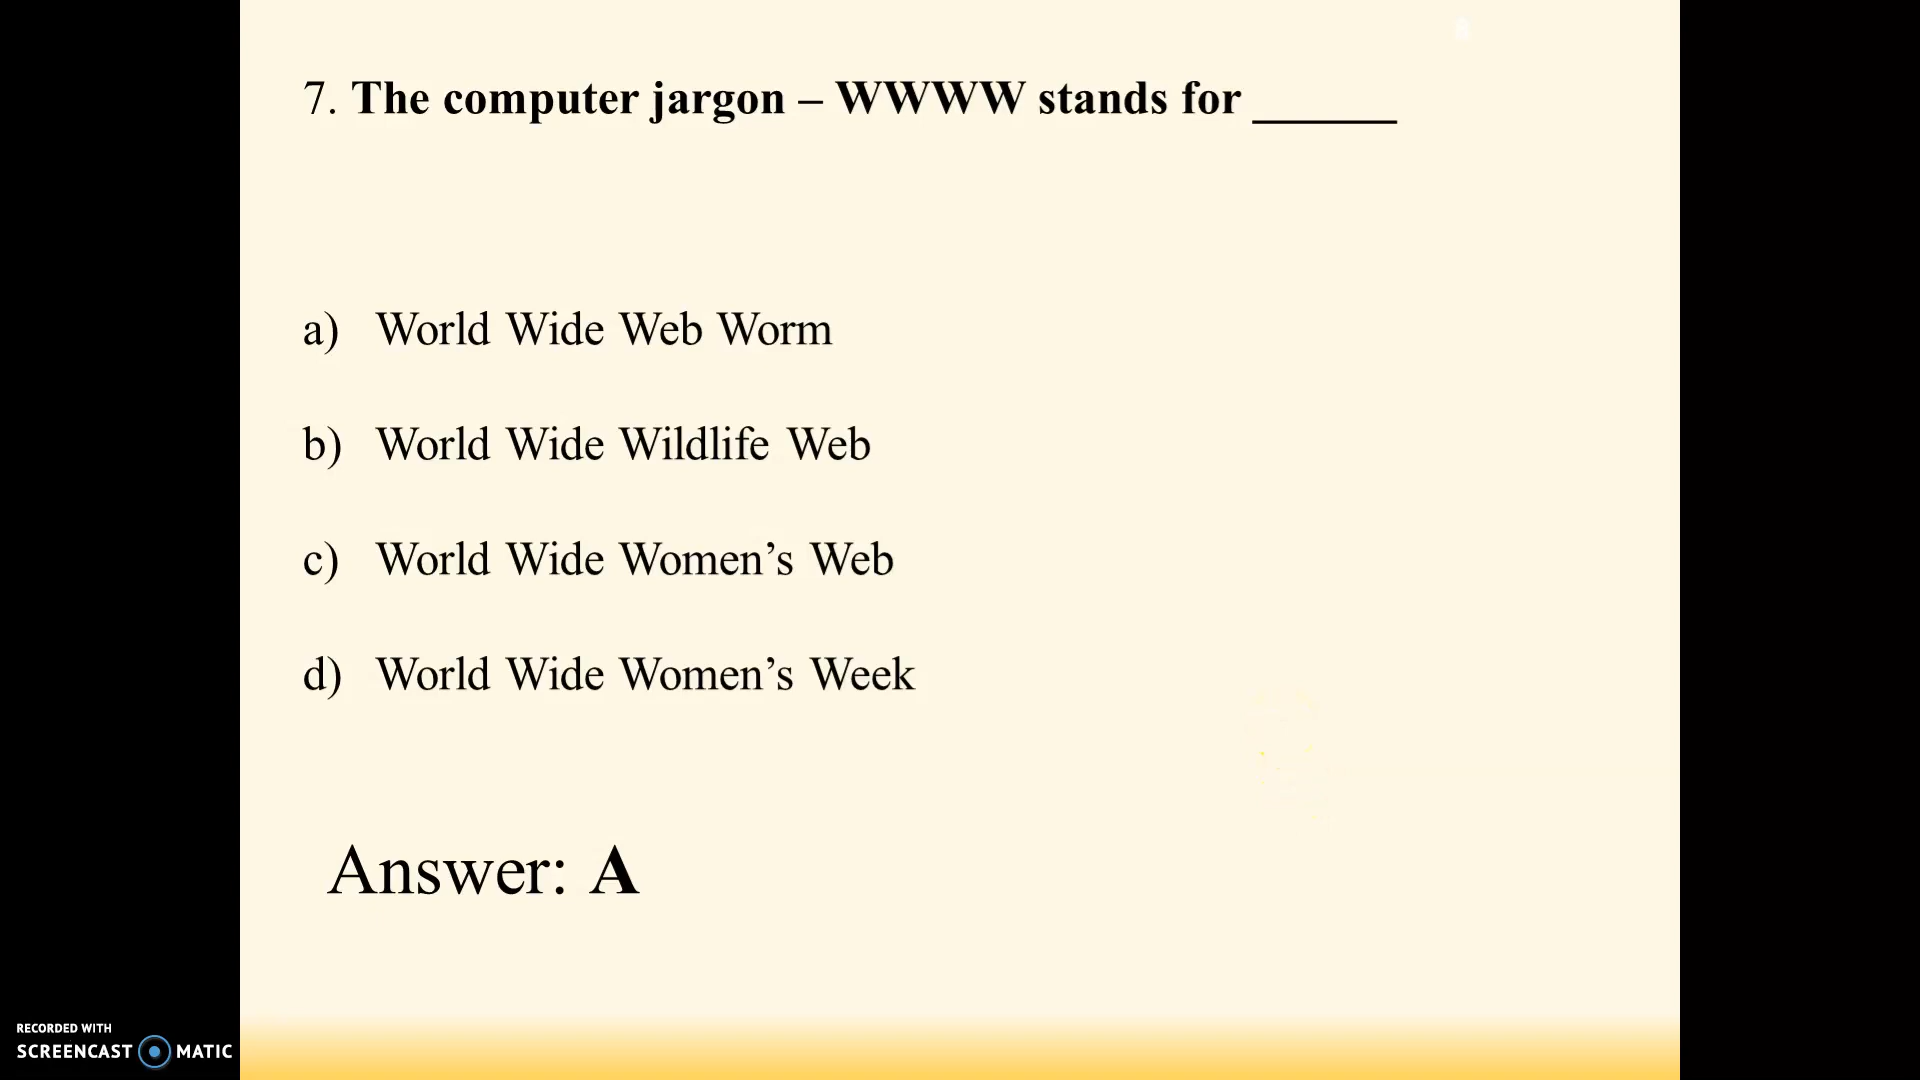 7. The computer jargon – WWWW stands for ______
a) World Wide Web Worm
b) World Wide Wildlife Web
c) World Wide Women’s Web
d) World Wide Women’s Week
Answer: A
RECORDED WITH
SCREENCAST MATIC